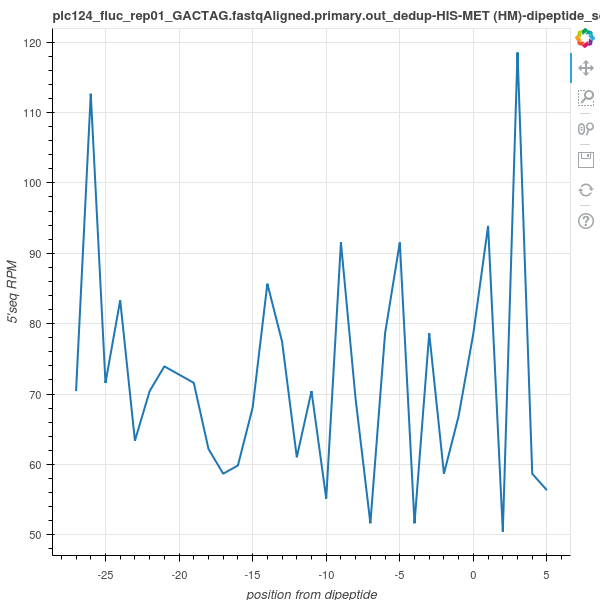 plc124_fluc_rep01_GACTAG.fastqAligned.primary.out_dedup-HIS-MET (HM)-dipeptide_s
120
110
100
90
80
70
60
50
5'seq RPM
-25 -20 -15 -10 -5 0 5
position from dipeptide